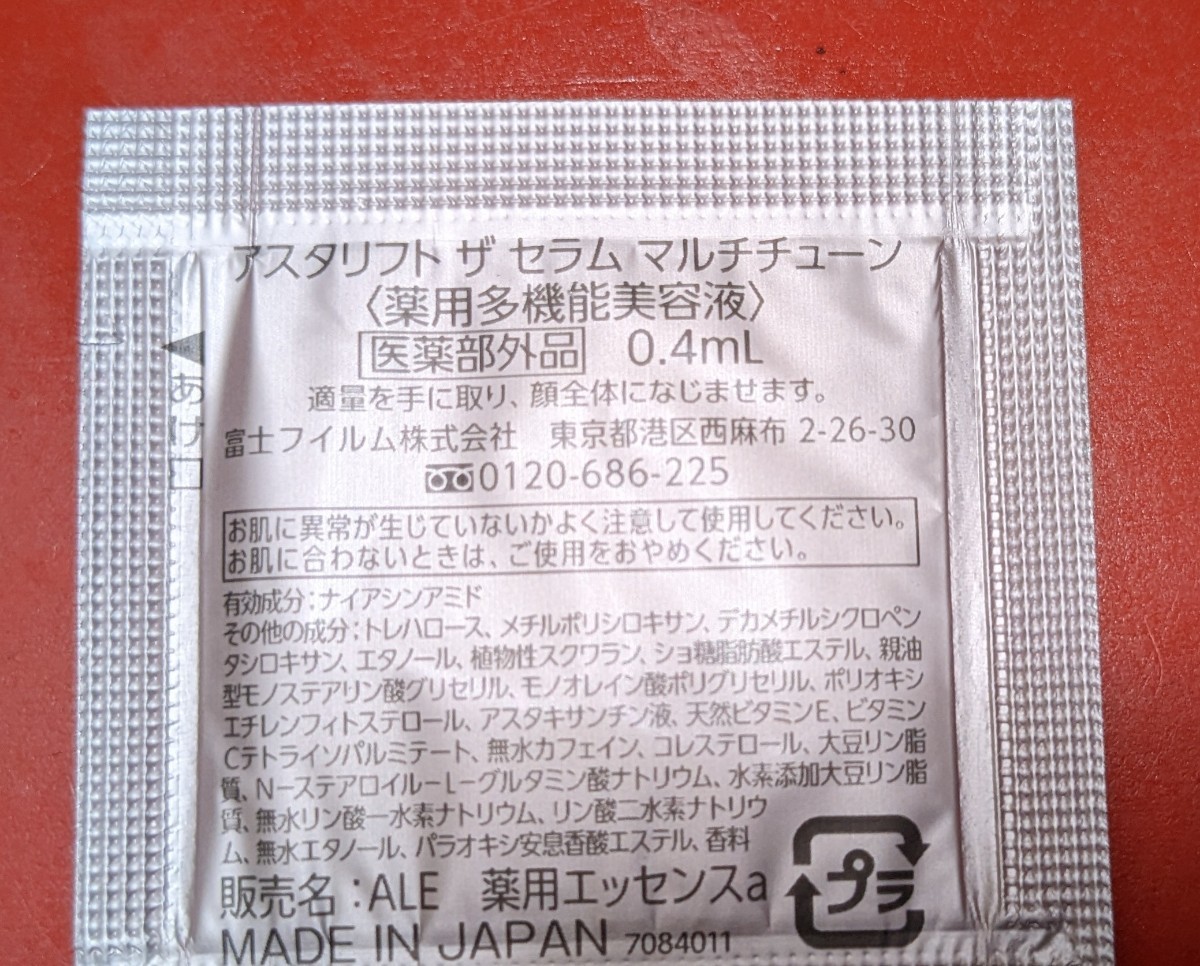 アスタリフト ザ セラム マルチチューン
〈薬用多機能美容液〉
医薬部外品 0.4mL
適量を手に取り、顔全体になじませます。
富士フイルム株式会社 東京都港区西麻布 2-26-30
0120-686-225
お肌に異常が生じていないかよく注意して使用してください。
お肌に合わないときは、ご使用をおやめください。
有効成分：ナイアシンアミド
その他の成分：トレハロース、メチルポリシロキサン、デカメチルシクロペン
タシロキサン、エタノール、植物性スクワラン、ショ糖脂肪酸エステル、親油
型モノステアリン酸グリセリル、モノオレイン酸ポリグリセリル、ポリオキシ
エチレンフィトステロール、アスタキサンチン液、天然ビタミンE、ビタミン
Cテトライソパルミテート、無水カフェイン、コレステロール、大豆リン脂
質、N－ステアロイル－L－グルタミン酸ナトリウム、水素添加大豆リン脂
質、無水リン酸一水素ナトリウム、リン酸二水素ナトリウ
ム、無水エタノール、パラオキシ安息香酸エステル、香料
販売名：ALE 薬用エッセンスa
MADE IN JAPAN 7084011
プラ
あけ口